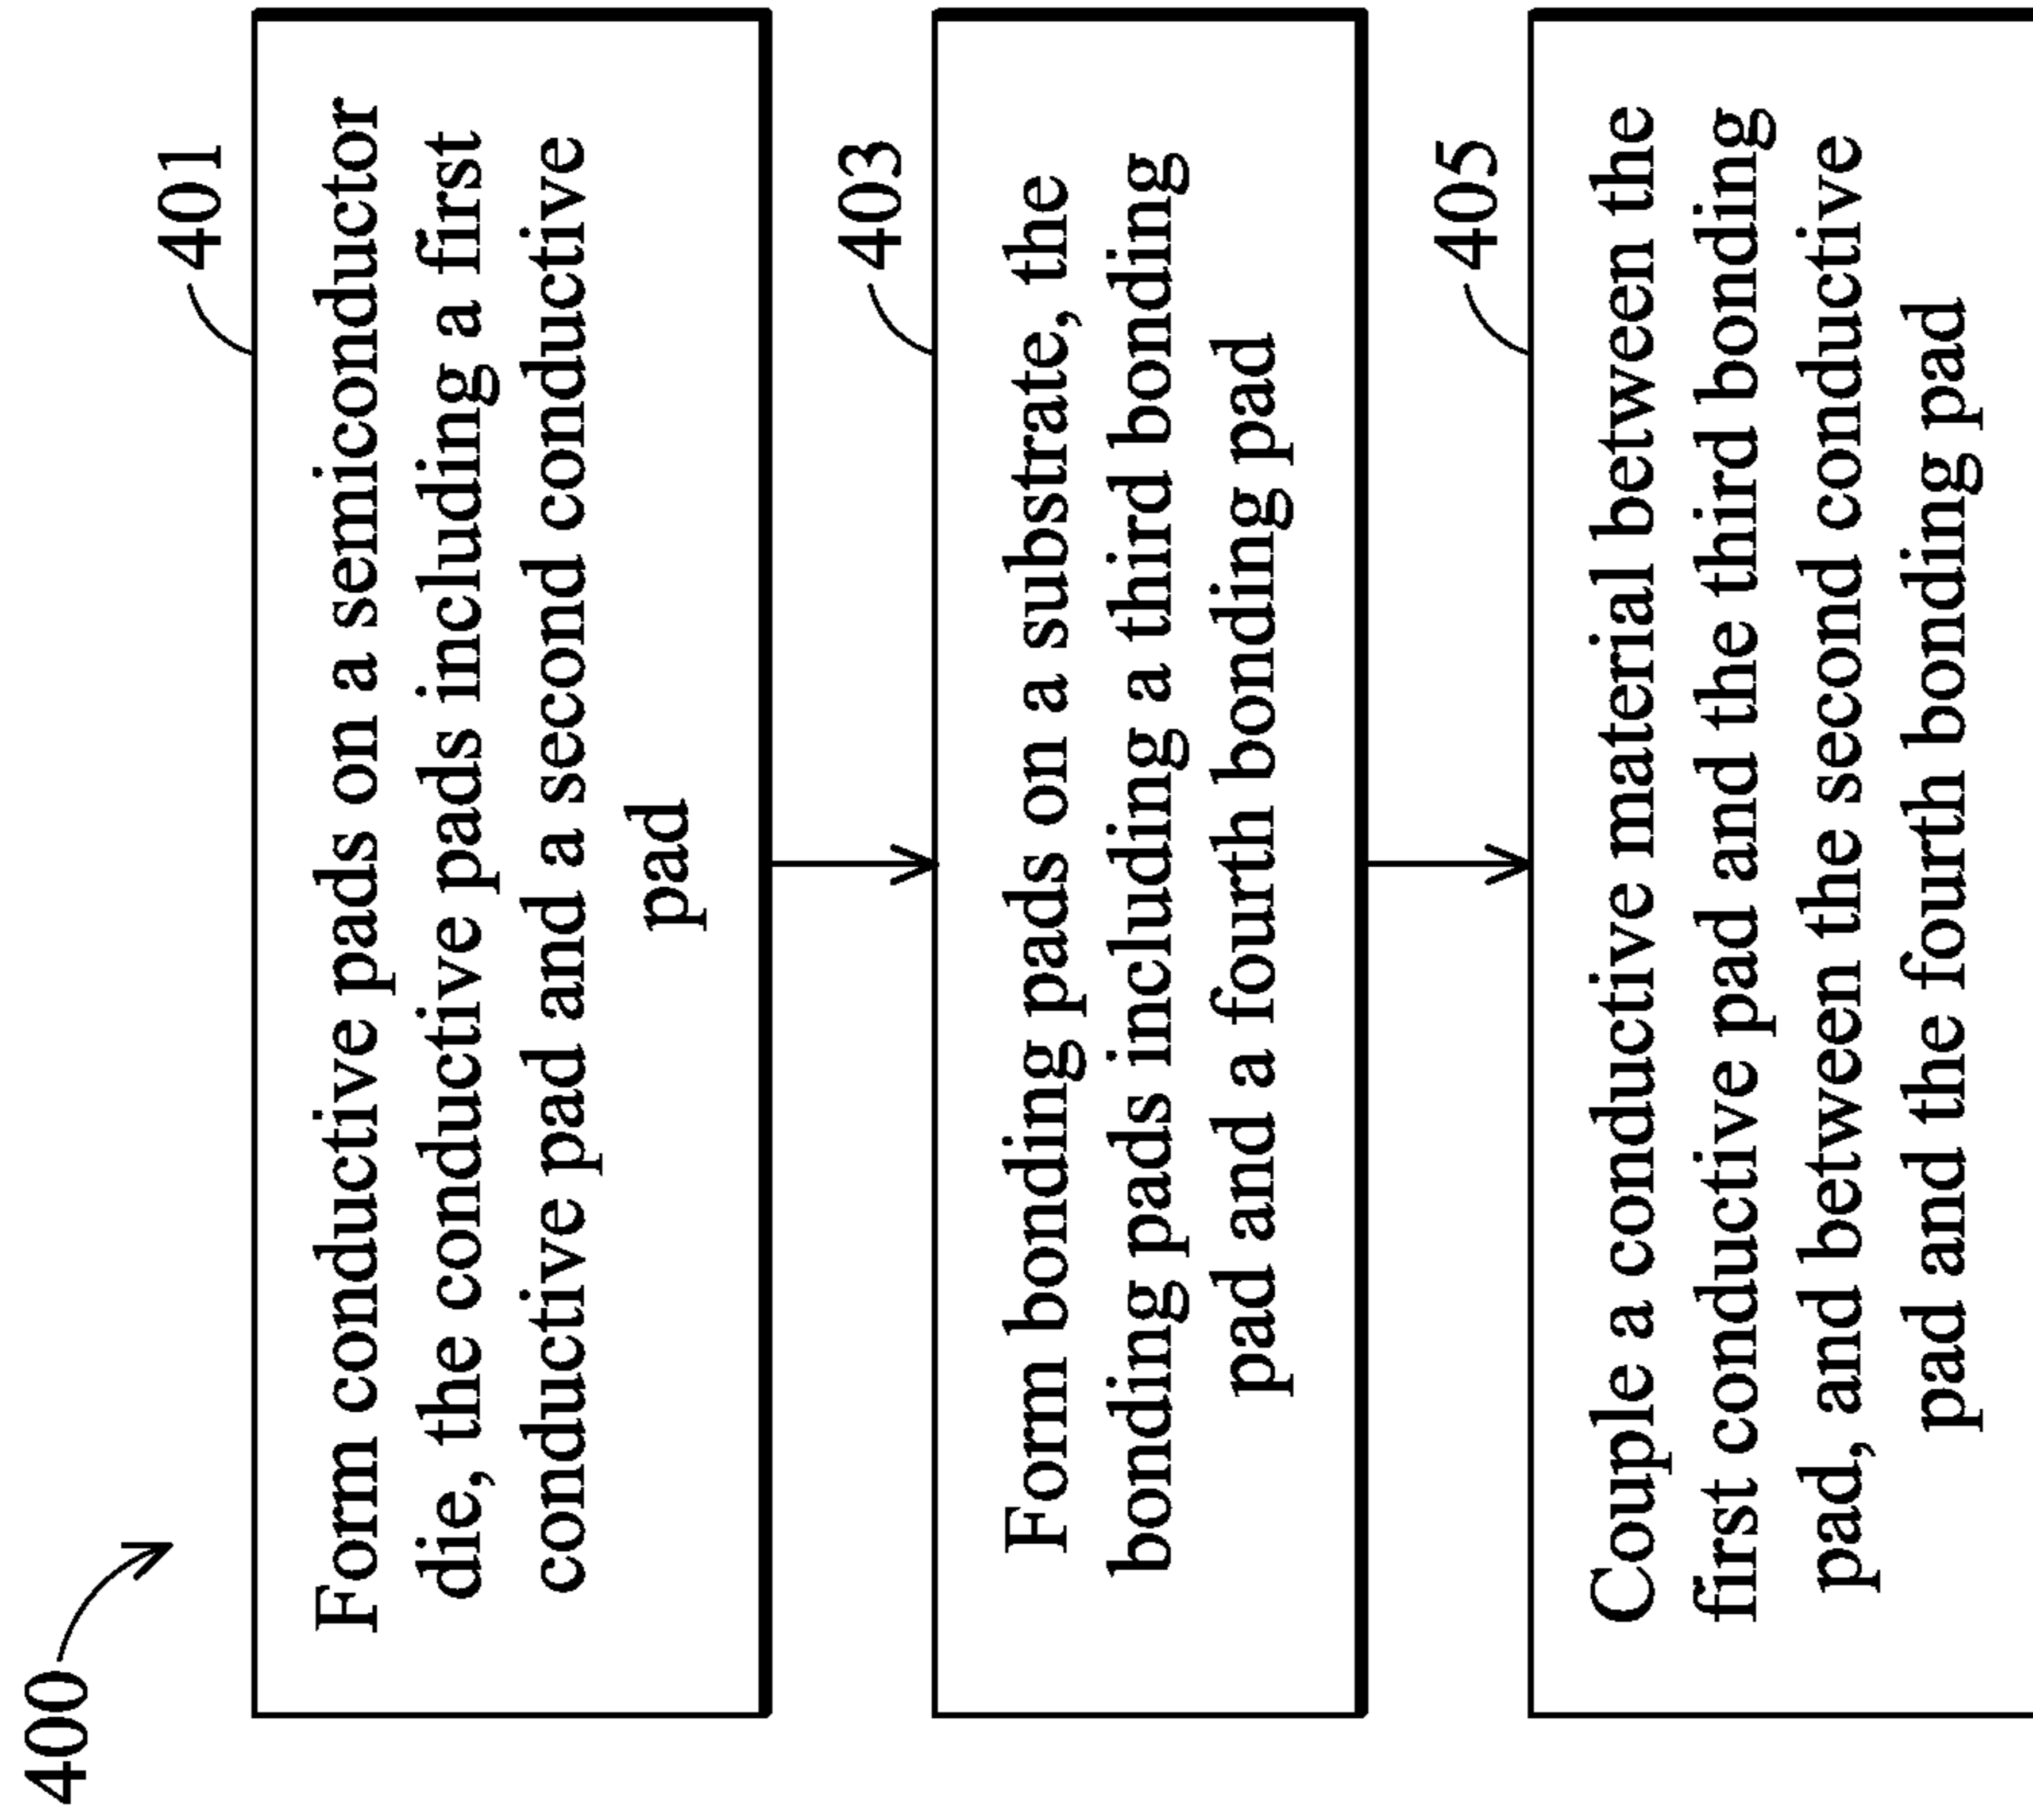 400
401
Form conductive pads on a semiconductor
die, the conductive pads including a first
conductive pad and a second conductive
pad
403
Form bonding pads on a substrate, the
bonding pads including a third bonding
pad and a fourth bonding pad
405
Couple a conductive material between the
first conductive pad and the third bonding
pad, and between the second conductive
pad and the fourth bonding pad